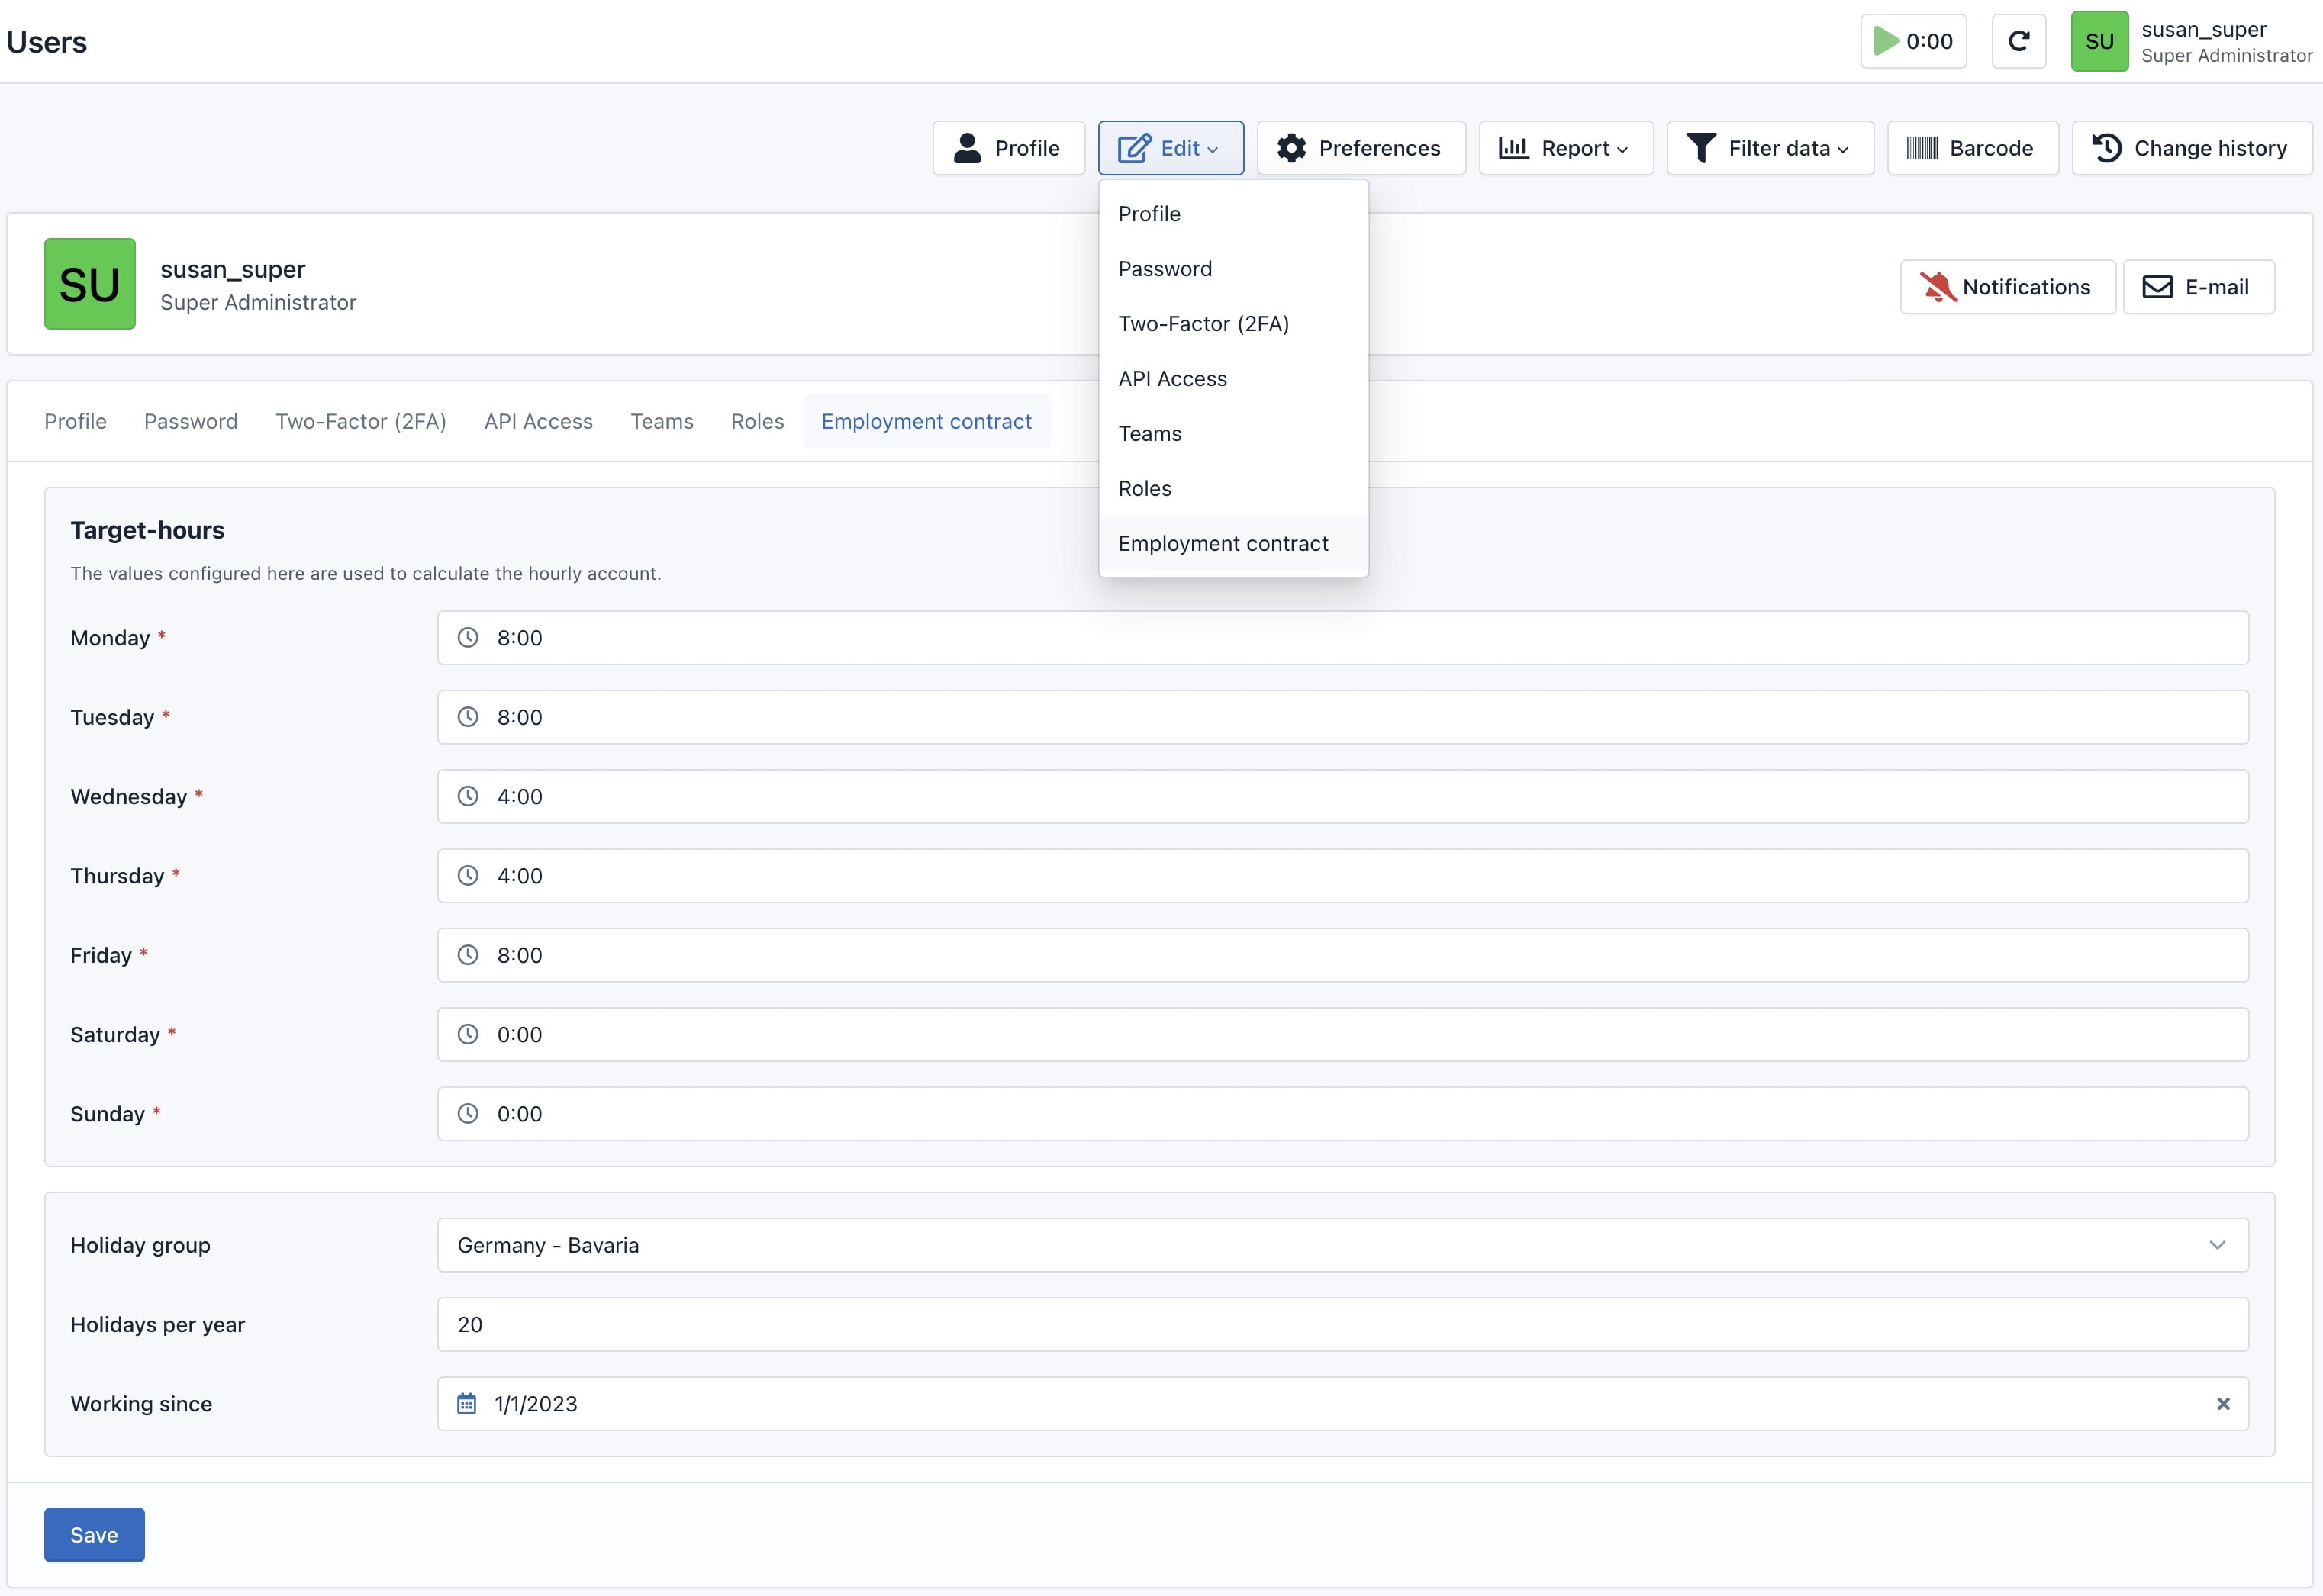 Users
0:00
SU
susan_super
Super Administrator
Profile
Edit
Preferences
Report
Filter data
Barcode
Change history
Profile
Password
Two-Factor (2FA)
API Access
Teams
Roles
Employment contract
SU
susan_super
Super Administrator
Notifications
E-mail
Profile Password Two-Factor (2FA) API Access Teams Roles Employment contract
Target-hours
The values configured here are used to calculate the hourly account.
Monday * 8:00
Tuesday * 8:00
Wednesday * 4:00
Thursday * 4:00
Friday * 8:00
Saturday * 0:00
Sunday * 0:00
Holiday group Germany - Bavaria
Holidays per year 20
Working since 1/1/2023
Save